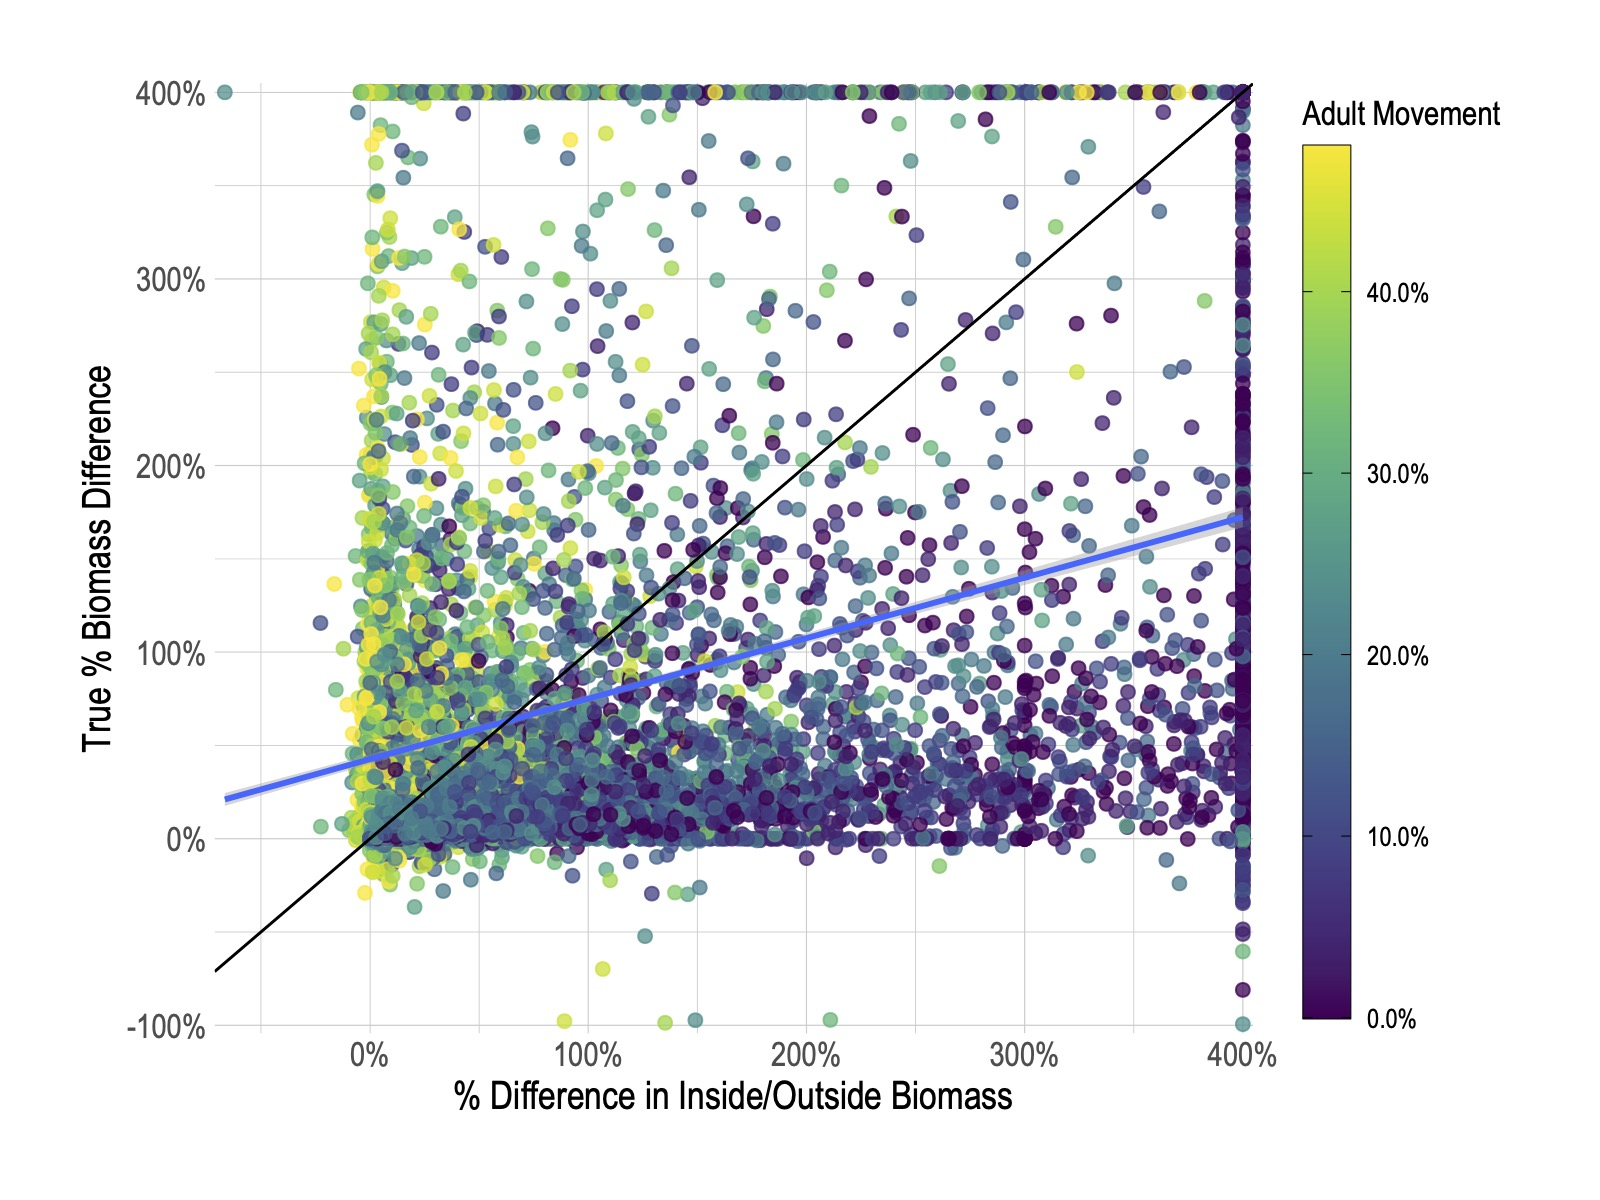 400%
300%
200%
100%
0%
-100%
True % Biomass Difference
0% 100% 200% 300% 400%
% Difference in Inside/Outside Biomass
Adult Movement
40.0%
30.0%
20.0%
10.0%
0.0%